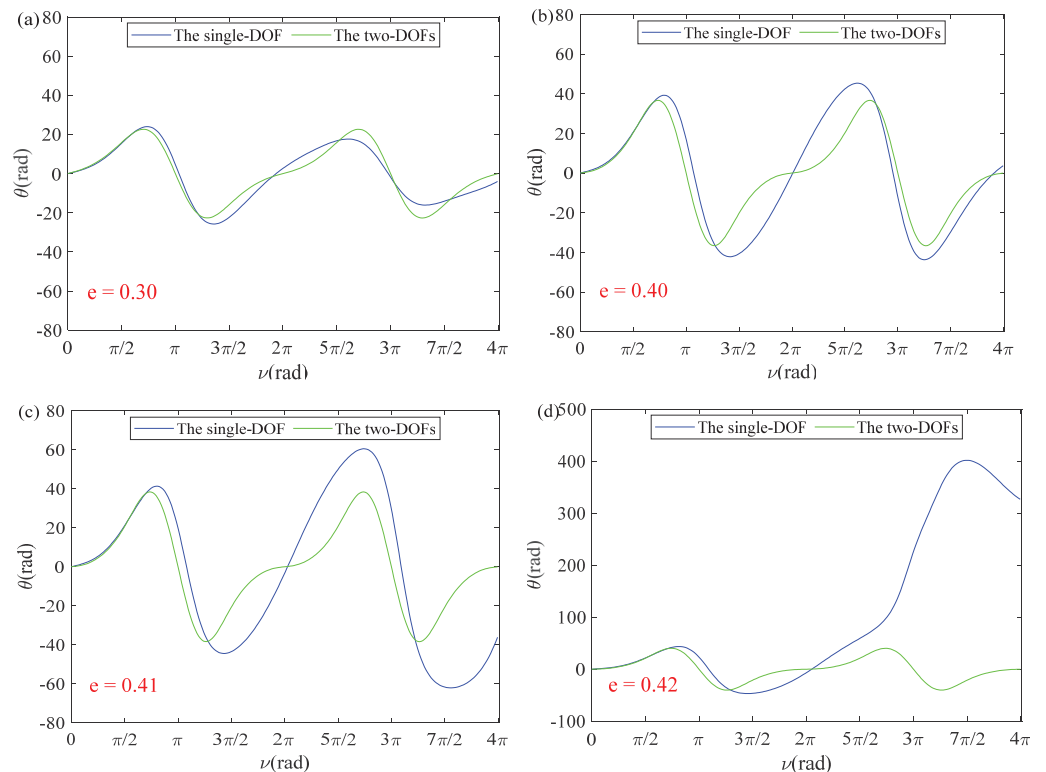 (a)
The single-DOF The two-DOFs
80
60
40
20
0
-20
-40
-60
-80
θ(rad)
e = 0.30
0 π/2 π 3π/2 2π 5π/2 3π 7π/2 4π
ν(rad)
(b)
The single-DOF The two-DOFs
80
60
40
20
0
-20
-40
-60
-80
θ(rad)
e = 0.40
0 π/2 π 3π/2 2π 5π/2 3π 7π/2 4π
ν(rad)
(c)
The single-DOF The two-DOFs
80
60
40
20
0
-20
-40
-60
-80
θ(rad)
e = 0.41
0 π/2 π 3π/2 2π 5π/2 3π 7π/2 4π
ν(rad)
(d)
The single-DOF The two-DOFs
500
400
300
200
100
0
-100
θ(rad)
e = 0.42
0 π/2 π 3π/2 2π 5π/2 3π 7π/2 4π
ν(rad)